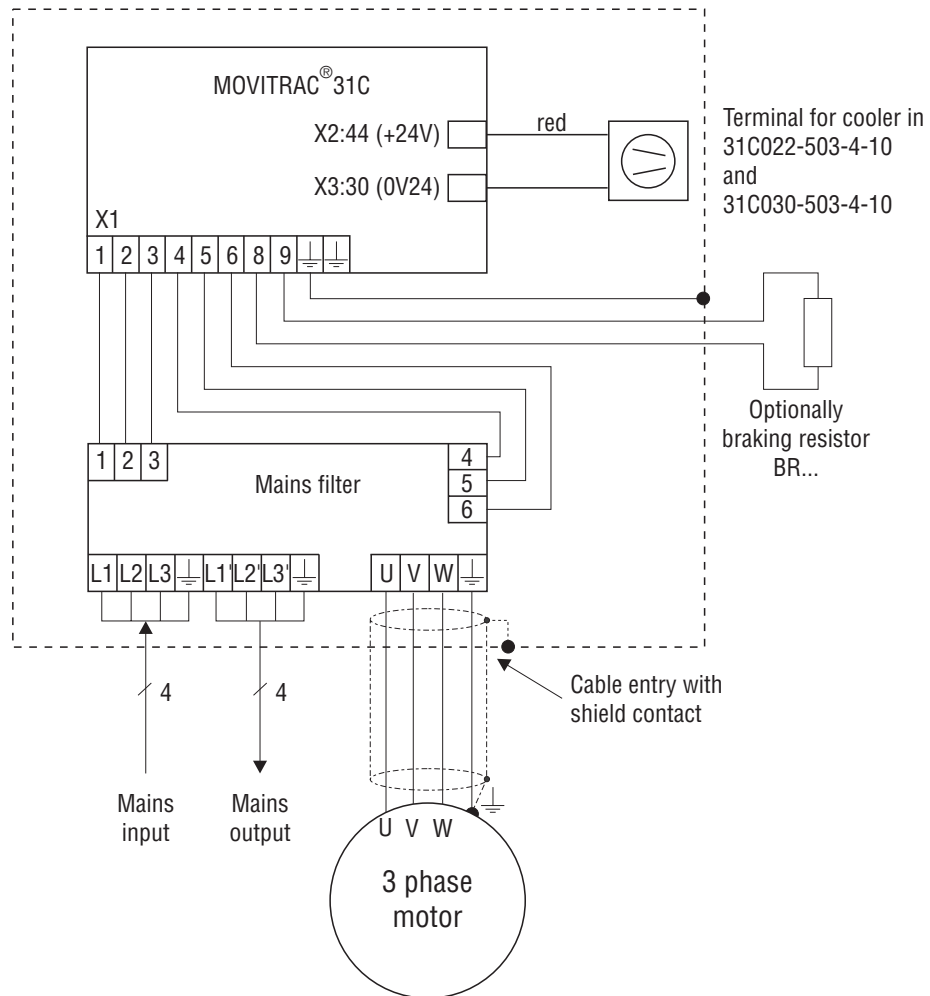 MOVITRAC® 31C
X2:44 (+24V)
red
X3:30 (0V24)
Terminal for cooler in
31C022-503-4-10
and
31C030-503-4-10
X1
1 2 3 4 5 6 8 9
Optionally
braking resistor
BR...
1 2 3
4
5
6
Mains filter
L1 L2 L3 L1' L2' L3' U V W
4 4
Cable entry with
shield contact
Mains
input
Mains
output
U V W
3 phase
motor